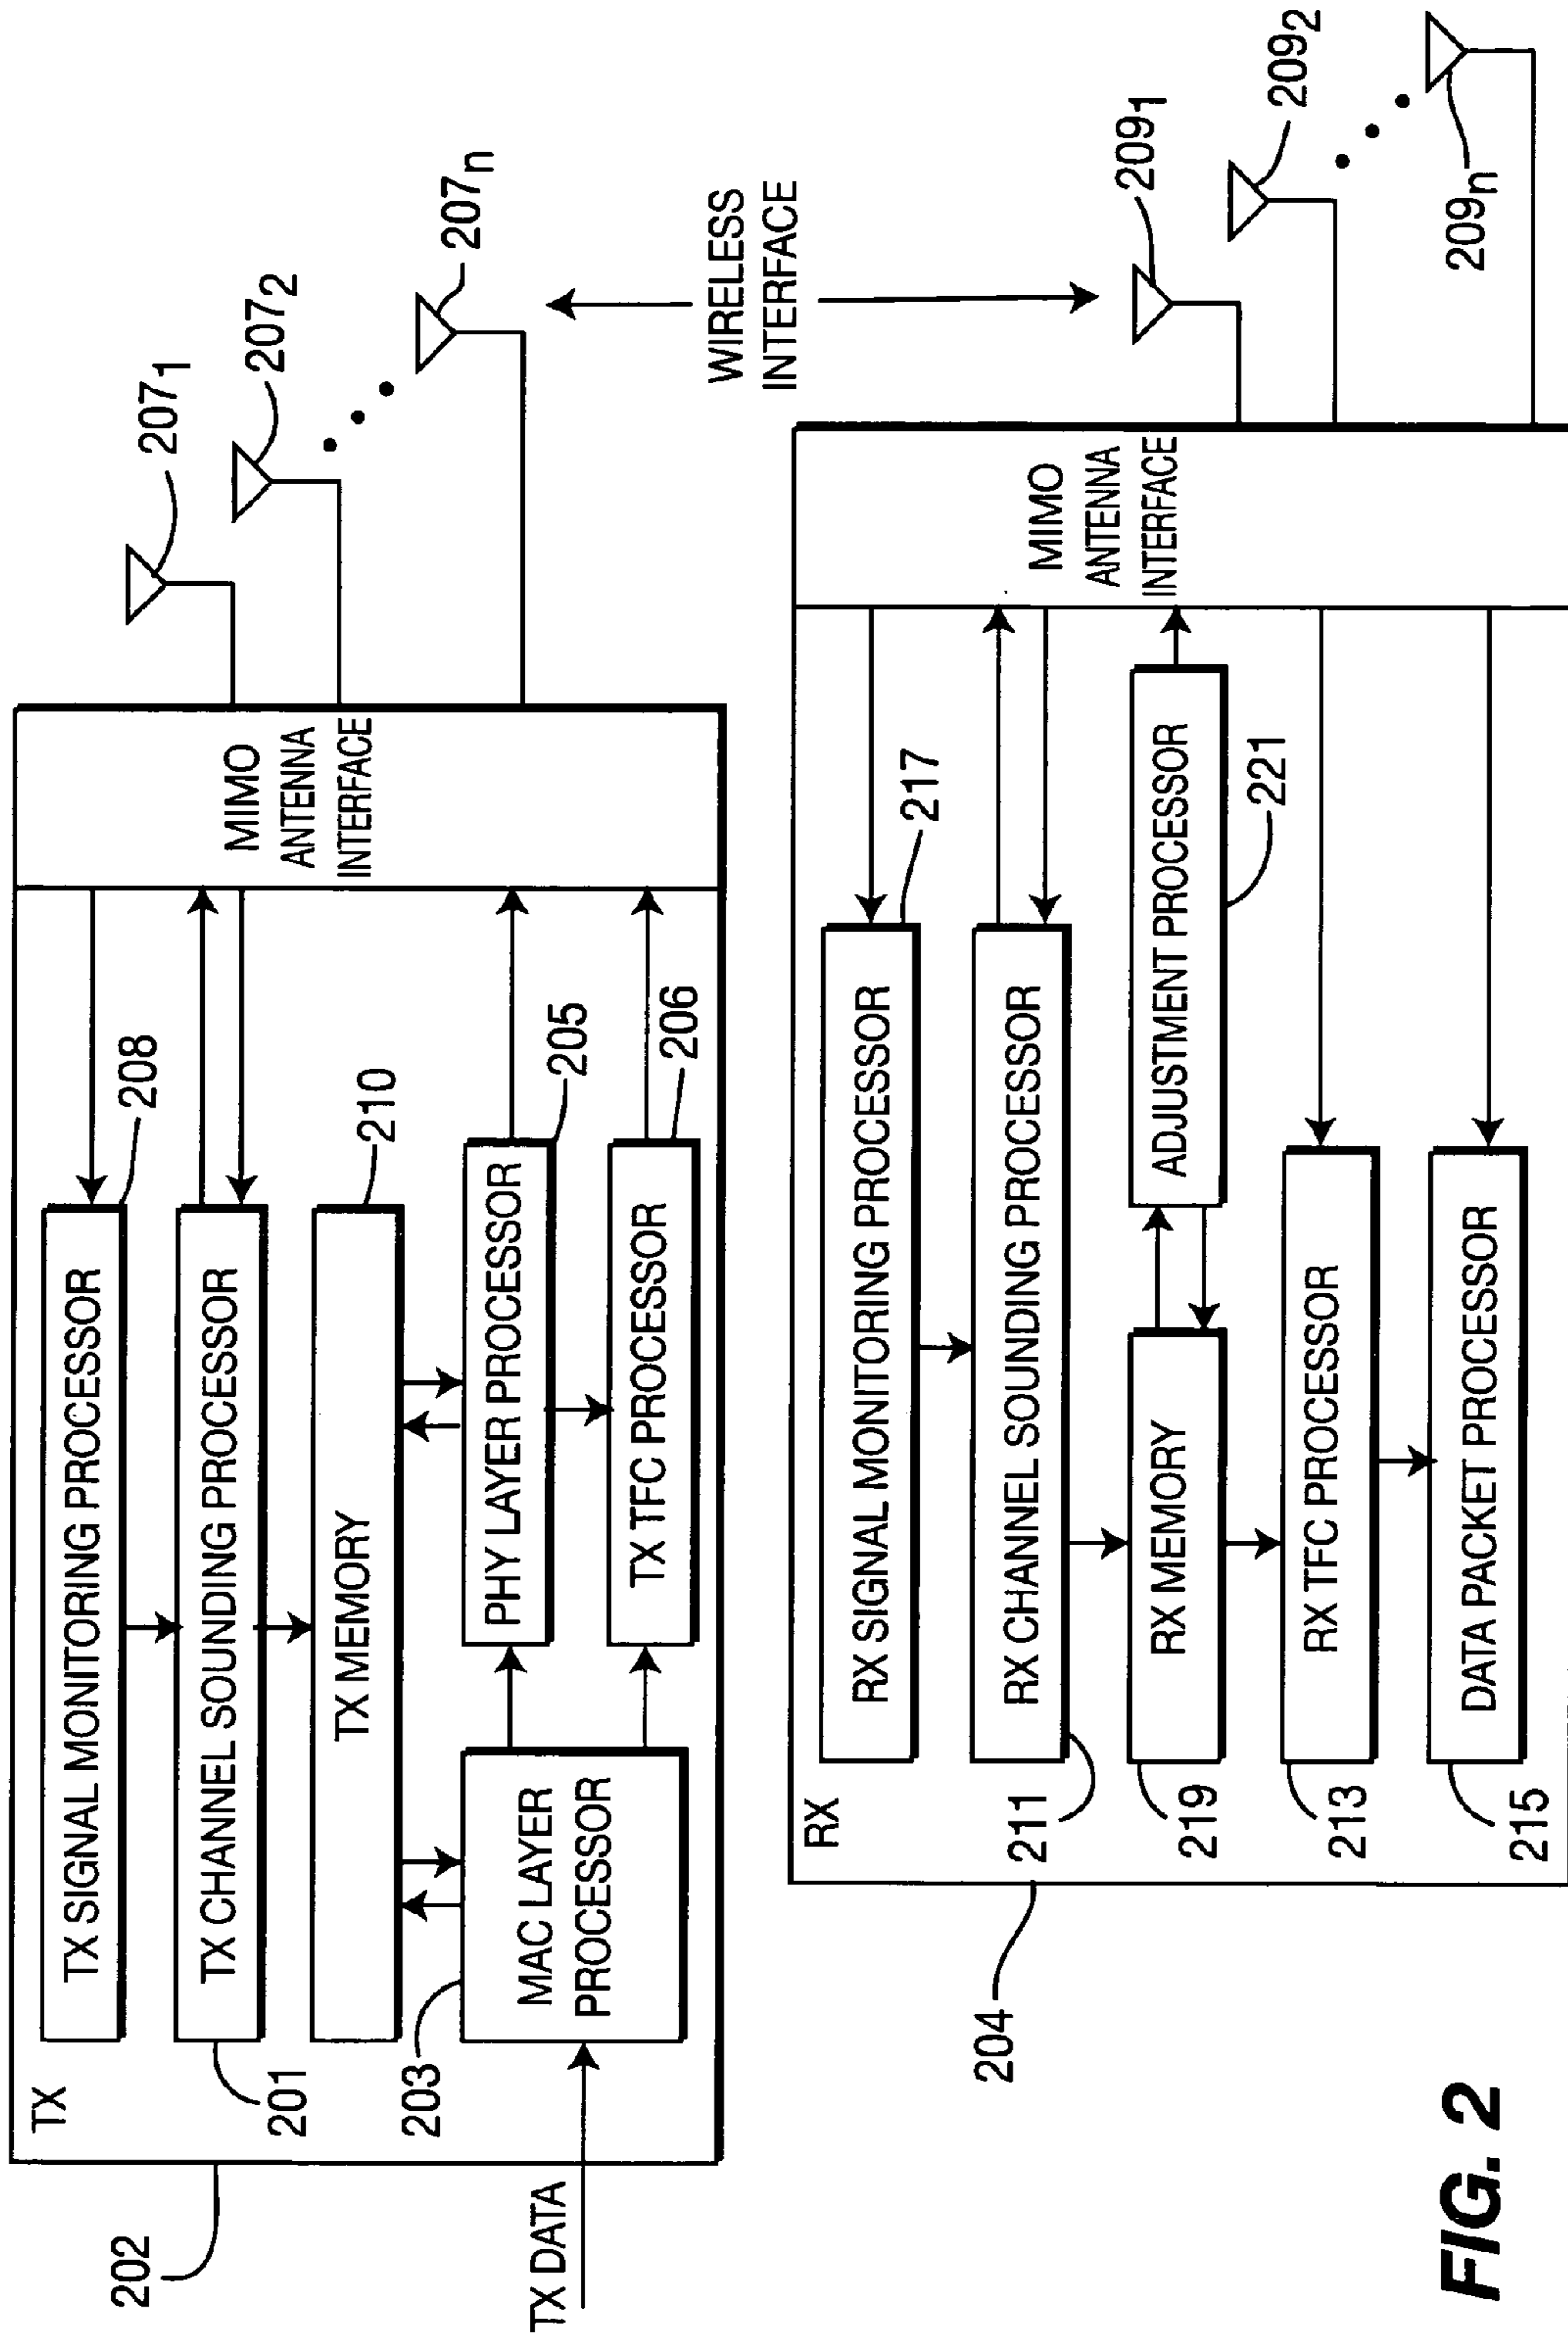 TX
202
TX SIGNAL MONITORING PROCESSOR
208
TX CHANNEL SOUNDING PROCESSOR
201
TX MEMORY
210
MAC LAYER
PROCESSOR
203
PHY LAYER PROCESSOR
205
TX TFC PROCESSOR
206
TX DATA
MIMO
ANTENNA
INTERFACE
207₁
207₂
207ₙ
WIRELESS
INTERFACE
RX
204
RX SIGNAL MONITORING PROCESSOR
217
RX CHANNEL SOUNDING PROCESSOR
211
RX MEMORY
219
ADJUSTMENT PROCESSOR
221
RX TFC PROCESSOR
213
DATA PACKET PROCESSOR
215
MIMO
ANTENNA
INTERFACE
209₁
209₂
209ₙ
FIG. 2